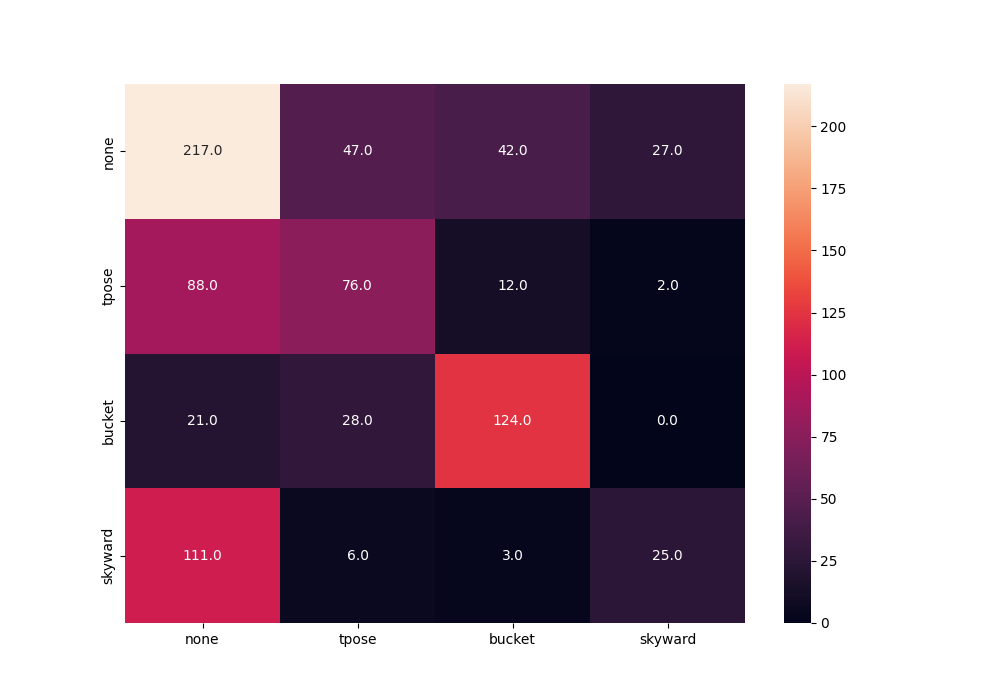 none 217.0 47.0 42.0 27.0
tpose 88.0 76.0 12.0 2.0
bucket 21.0 28.0 124.0 0.0
skyward 111.0 6.0 3.0 25.0
none tpose bucket skyward
200
175
150
125
100
75
50
25
0